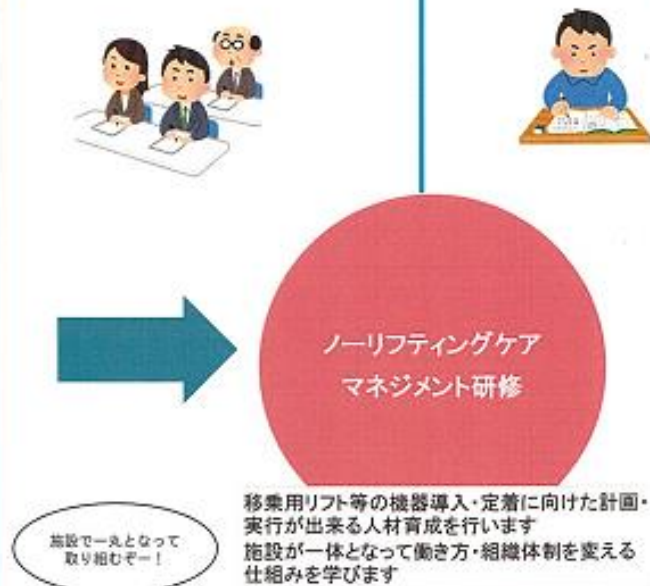 ノーリフティングケア
マネジメント研修
移乗用リフト等の機器導入・定着に向けた計画・
実行が出来る人材育成を行います
施設が一体となって働き方・組織体制を変える
仕組みを学びます
施設で一丸となって
取り組むぞー！